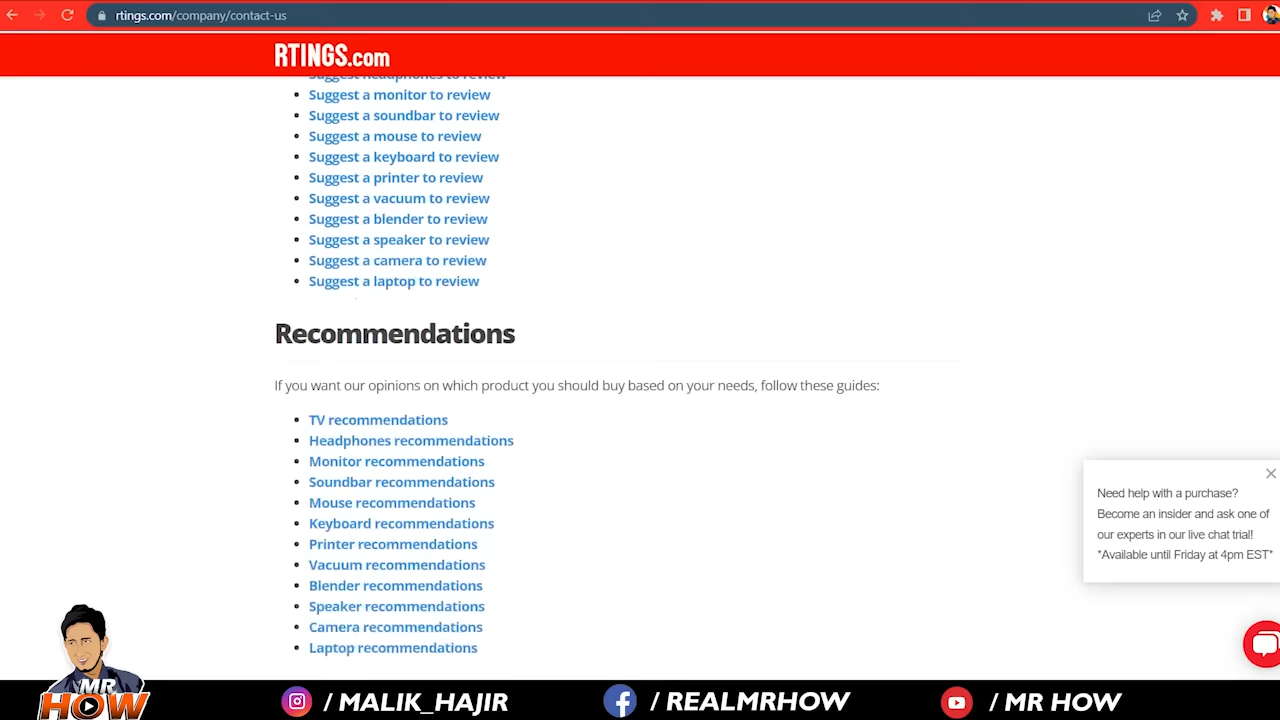 rtings.com/company/contact-us
RTINGS.com
Suggest headphones to review
Suggest a monitor to review
Suggest a soundbar to review
Suggest a mouse to review
Suggest a keyboard to review
Suggest a printer to review
Suggest a vacuum to review
Suggest a blender to review
Suggest a speaker to review
Suggest a camera to review
Suggest a laptop to review
Recommendations
If you want our opinions on which product you should buy based on your needs, follow these guides:
TV recommendations
Headphones recommendations
Monitor recommendations
Soundbar recommendations
Mouse recommendations
Keyboard recommendations
Printer recommendations
Vacuum recommendations
Blender recommendations
Speaker recommendations
Camera recommendations
Laptop recommendations
Need help with a purchase?
Become an insider and ask one of
our experts in our live chat trial!
*Available until Friday at 4pm EST*
MR
HOW
/ MALIK_HAJIR
/ REALMRHOW
/ MR HOW